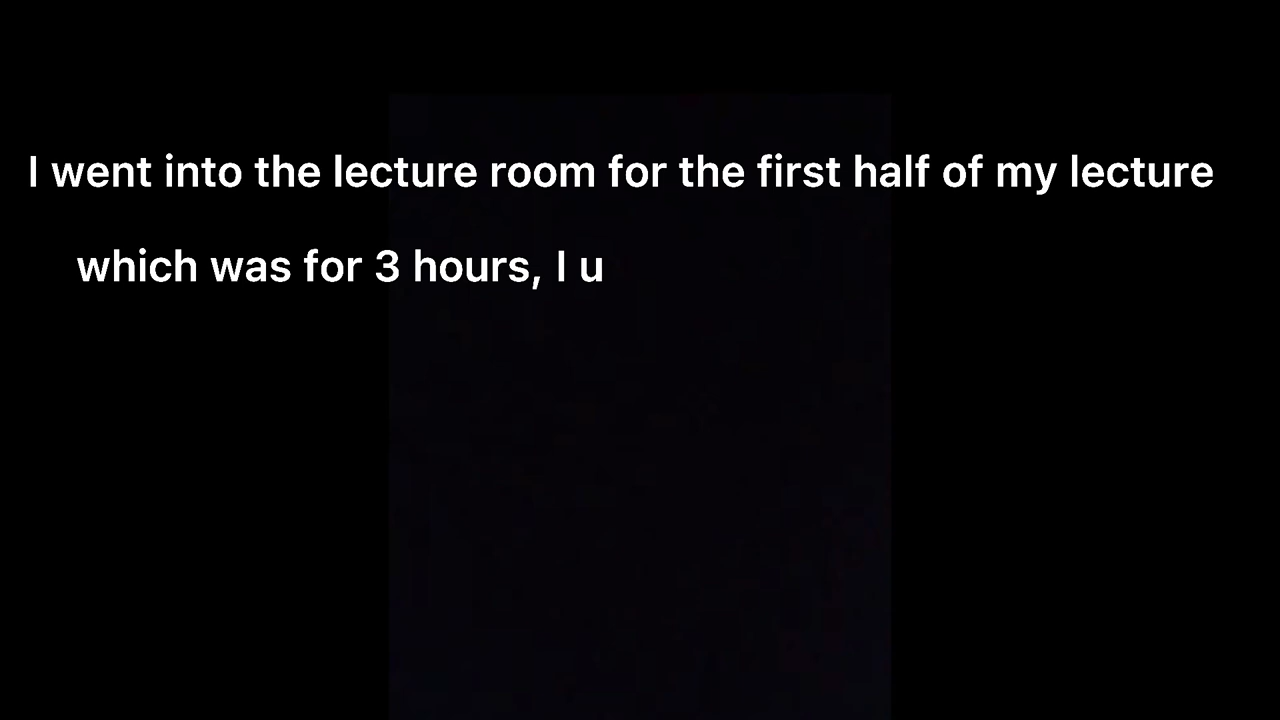 I went into the lecture room for the first half of my lecture
which was for 3 hours, I u